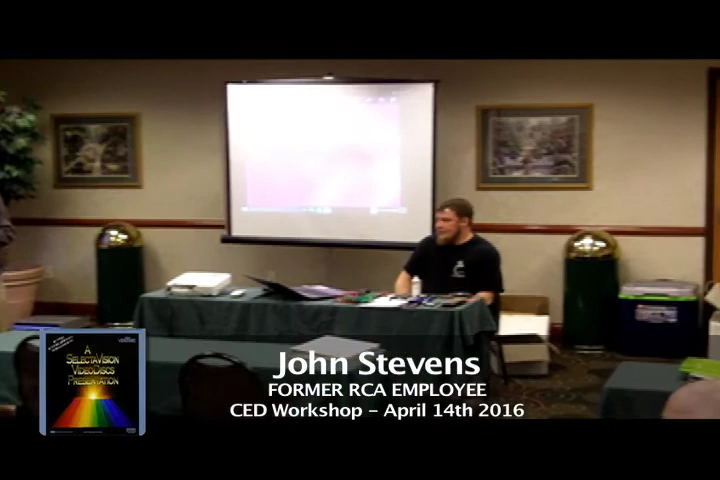 A
SELECTAVISION
VIDEODISCS
PRESENTATION
John Stevens
FORMER RCA EMPLOYEE
CED Workshop – April 14th 2016